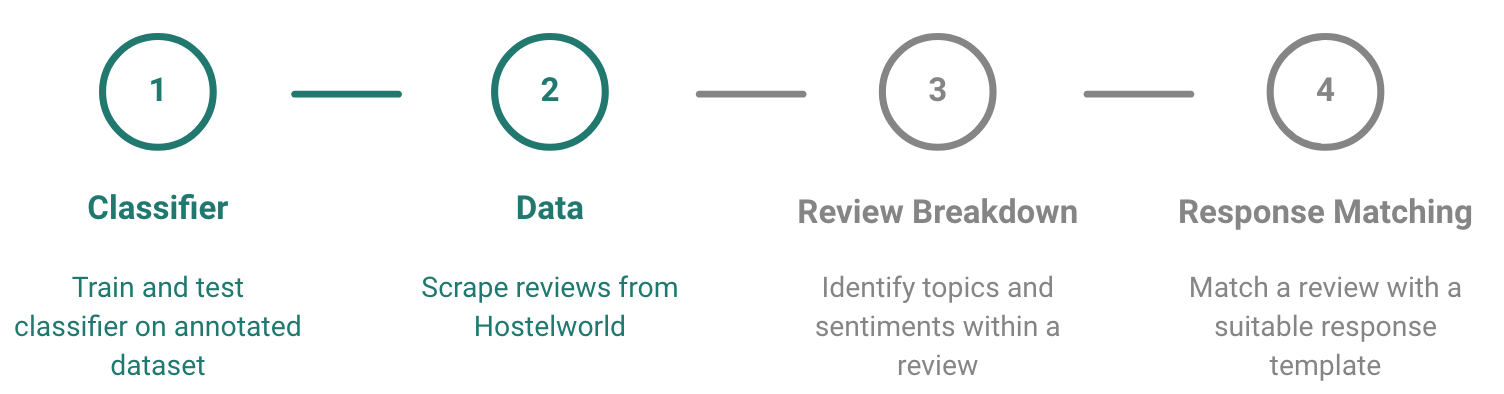 1
2
3
4
Classifier
Data
Review Breakdown
Response Matching
Train and test
classifier on annotated
dataset
Scrape reviews from
Hostelworld
Identify topics and
sentiments within a
review
Match a review with a
suitable response
template